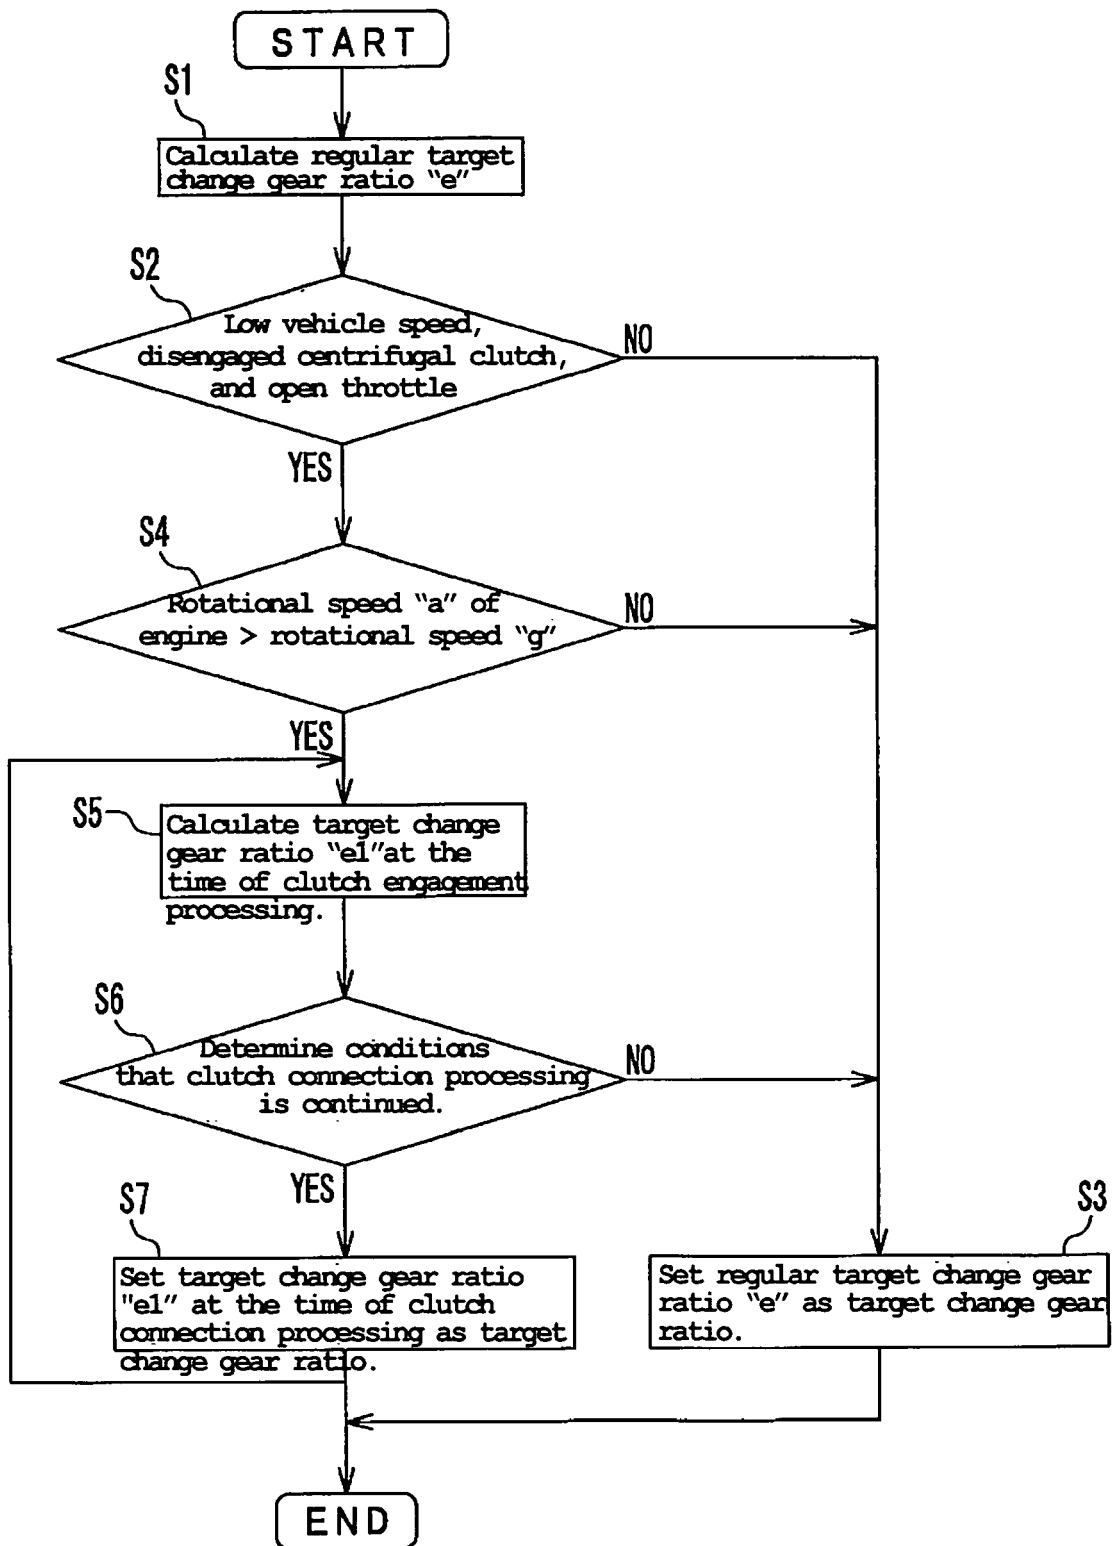 START
S1
Calculate regular target
change gear ratio “e”
S2
Low vehicle speed,
disengaged centrifugal clutch,
and open throttle
NO
YES
S4
Rotational speed “a” of
engine > rotational speed “g”
NO
YES
S5
Calculate target change
gear ratio “e1”at the
time of clutch engagement
processing.
S6
Determine conditions
that clutch connection processing
is continued.
NO
YES
S7
Set target change gear ratio
"e1" at the time of clutch
connection processing as target
change gear ratio.
S3
Set regular target change gear
ratio “e” as target change gear
ratio.
END